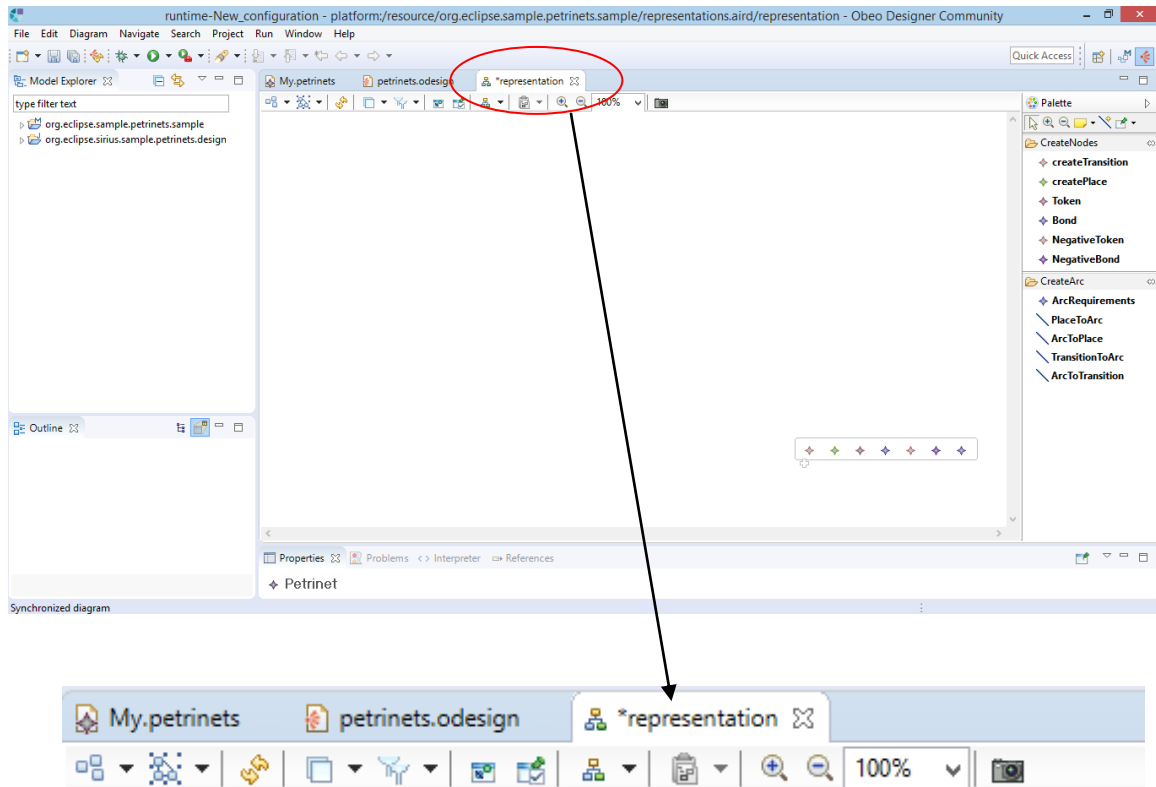 runtime-New_configuration - platform:/resource/org.eclipse.sample.petrinets.sample/representations.aird/representation - Obeo Designer Community
File Edit Diagram Navigate Search Project Run Window Help
Quick Access
Model Explorer
My.petrinets petrinets.odesign *representation
type filter text
100%
Palette
org.eclipse.sample.petrinets.sample
org.eclipse.sirius.sample.petrinets.design
CreateNodes
createTransition
createPlace
Token
Bond
NegativeToken
NegativeBond
CreateArc
ArcRequirements
PlaceToArc
ArcToPlace
TransitionToArc
ArcToTransition
Outline
Properties Problems Interpreter References
Petrinet
Synchronized diagram
My.petrinets petrinets.odesign *representation
100%